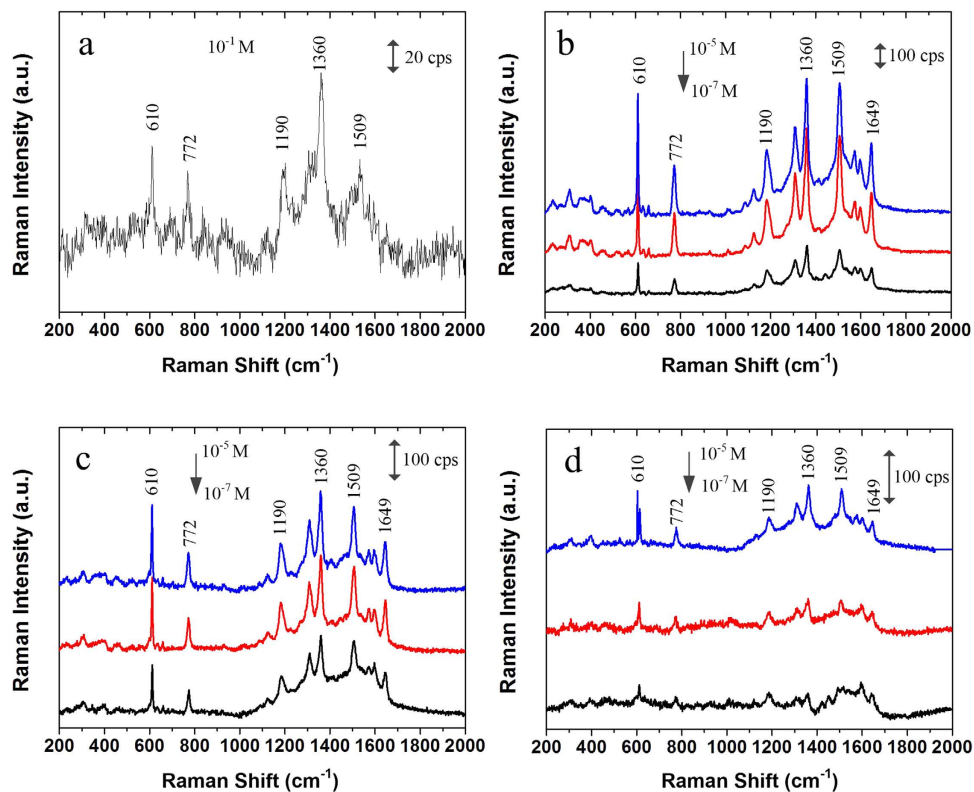 a
10⁻¹ M
20 cps
610
772
1190
1360
1509
Raman Intensity (a.u.)
200 400 600 800 1000 1200 1400 1600 1800 2000
Raman Shift (cm⁻¹)
b
10⁻⁵ M
10⁻⁷ M
100 cps
610
772
1190
1360
1509
1649
Raman Intensity (a.u.)
200 400 600 800 1000 1200 1400 1600 1800 2000
Raman Shift (cm⁻¹)
c
10⁻⁵ M
10⁻⁷ M
100 cps
610
772
1190
1360
1509
1649
Raman Intensity (a.u.)
200 400 600 800 1000 1200 1400 1600 1800 2000
Raman Shift (cm⁻¹)
d
10⁻⁵ M
10⁻⁷ M
100 cps
610
772
1190
1360
1509
1649
Raman Intensity (a.u.)
200 400 600 800 1000 1200 1400 1600 1800 2000
Raman Shift (cm⁻¹)